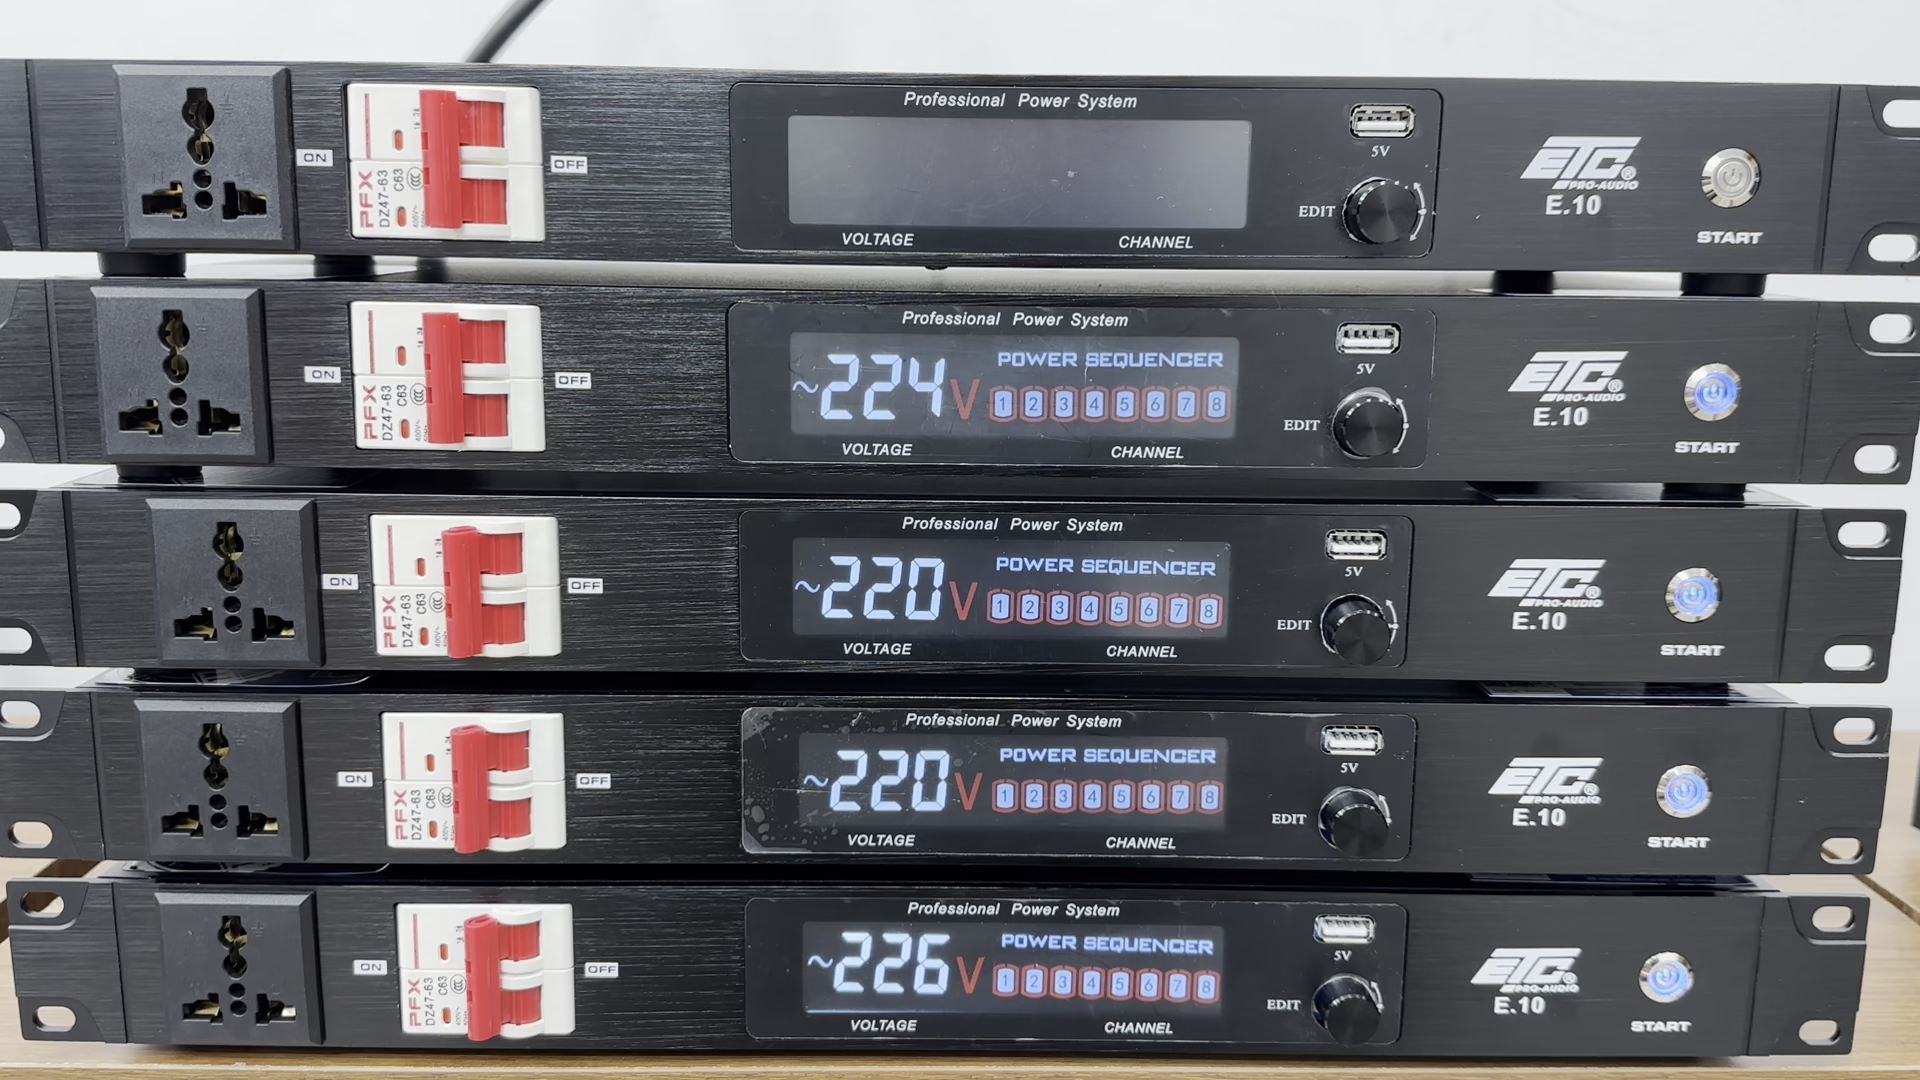 Professional Power System
5V
ON
PFX
DZ47-63
C63
400V~
OFF
ETC®
PRO-AUDIO
E.10
EDIT
START
VOLTAGE
CHANNEL
Professional Power System
5V
POWER SEQUENCER
~224V
1 2 3 4 5 6 7 8
ON
PFX
DZ47-63
C63
400V~
OFF
ETC®
PRO-AUDIO
E.10
EDIT
START
VOLTAGE
CHANNEL
Professional Power System
5V
POWER SEQUENCER
~220V
1 2 3 4 5 6 7 8
ON
PFX
DZ47-63
C63
400V~
OFF
ETC®
PRO-AUDIO
E.10
EDIT
START
VOLTAGE
CHANNEL
Professional Power System
5V
POWER SEQUENCER
~220V
1 2 3 4 5 6 7 8
ON
PFX
DZ47-63
C63
400V~
OFF
ETC®
PRO-AUDIO
E.10
EDIT
START
VOLTAGE
CHANNEL
Professional Power System
5V
POWER SEQUENCER
~226V
1 2 3 4 5 6 7 8
ON
PFX
DZ47-63
C63
400V~
OFF
ETC®
PRO-AUDIO
E.10
EDIT
START
VOLTAGE
CHANNEL